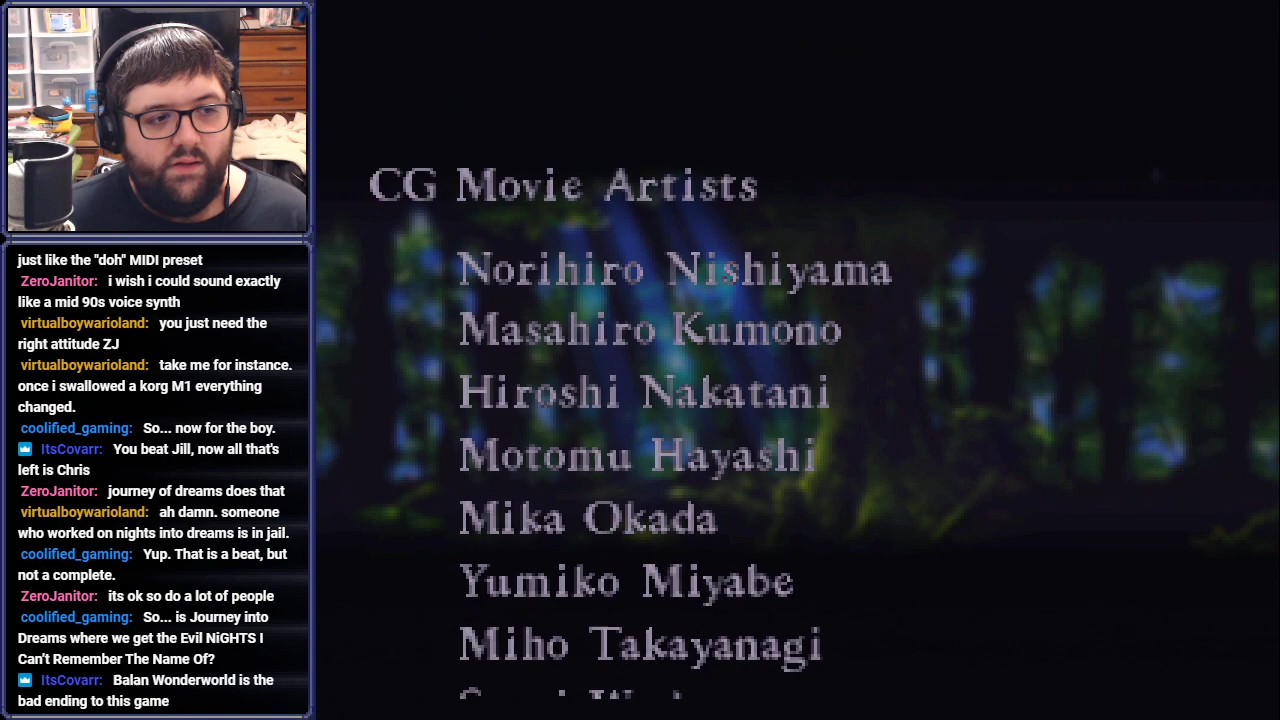 just like the "doh" MIDI preset
ZeroJanitor: i wish i could sound exactly
like a mid 90s voice synth
virtualboywarioland: you just need the
right attitude ZJ
virtualboywarioland: take me for instance.
once i swallowed a korg M1 everything
changed.
coolified_gaming: So... now for the boy.
ItsCovarr: You beat Jill, now all that's
left is Chris
ZeroJanitor: journey of dreams does that
virtualboywarioland: ah damn. someone
who worked on nights into dreams is in jail.
coolified_gaming: Yup. That is a beat, but
not a complete.
ZeroJanitor: its ok so do a lot of people
coolified_gaming: So... is Journey into
Dreams where we get the Evil NiGHTS I
Can't Remember The Name Of?
ItsCovarr: Balan Wonderworld is the
bad ending to this game
CG Movie Artists
Norihiro Nishiyama
Masahiro Kumono
Hiroshi Nakatani
Motomu Hayashi
Mika Okada
Yumiko Miyabe
Miho Takayanagi